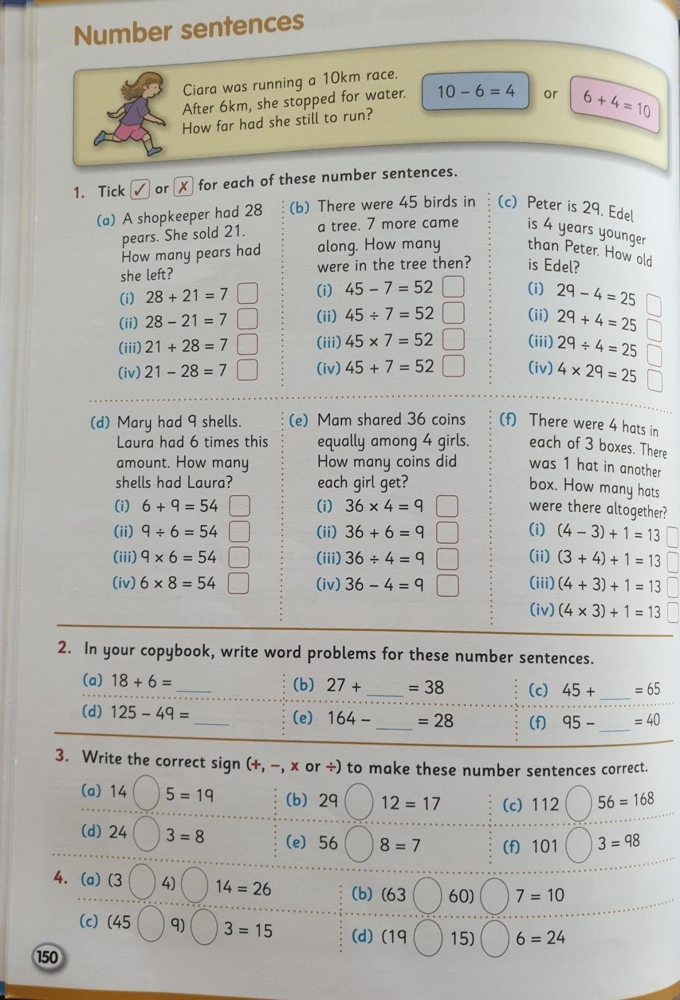 Number sentences
Ciara was running a 10km race.
After 6km, she stopped for water.
How far had she still to run?
10 – 6 = 4
or
6 + 4 = 10
1. Tick ✓ or ✗ for each of these number sentences.
(a) A shopkeeper had 28
pears. She sold 21.
How many pears had
she left?
(i) 28 + 21 = 7
(ii) 28 – 21 = 7
(iii) 21 + 28 = 7
(iv) 21 – 28 = 7
(b) There were 45 birds in
a tree. 7 more came
along. How many
were in the tree then?
(i) 45 – 7 = 52
(ii) 45 ÷ 7 = 52
(iii) 45 × 7 = 52
(iv) 45 + 7 = 52
(c) Peter is 29. Edel
is 4 years younger
than Peter. How old
is Edel?
(i) 29 – 4 = 25
(ii) 29 + 4 = 25
(iii) 29 ÷ 4 = 25
(iv) 4 × 29 = 25
(d) Mary had 9 shells.
Laura had 6 times this
amount. How many
shells had Laura?
(i) 6 + 9 = 54
(ii) 9 ÷ 6 = 54
(iii) 9 × 6 = 54
(iv) 6 × 8 = 54
(e) Mam shared 36 coins
equally among 4 girls.
How many coins did
each girl get?
(i) 36 × 4 = 9
(ii) 36 + 6 = 9
(iii) 36 ÷ 4 = 9
(iv) 36 – 4 = 9
(f) There were 4 hats in
each of 3 boxes. There
was 1 hat in another
box. How many hats
were there altogether?
(i) (4 – 3) + 1 = 13
(ii) (3 + 4) + 1 = 13
(iii) (4 + 3) + 1 = 13
(iv) (4 × 3) + 1 = 13
2. In your copybook, write word problems for these number sentences.
(a) 18 + 6 = ____
(b) 27 + ____ = 38
(c) 45 + ____ = 65
(d) 125 – 49 = ____
(e) 164 – ____ = 28
(f) 95 – ____ = 40
3. Write the correct sign (+, –, x or ÷) to make these number sentences correct.
(a) 14 ◯ 5 = 19
(b) 29 ◯ 12 = 17
(c) 112 ◯ 56 = 168
(d) 24 ◯ 3 = 8
(e) 56 ◯ 8 = 7
(f) 101 ◯ 3 = 98
4. (a) (3 ◯ 4) ◯ 14 = 26
(b) (63 ◯ 60) ◯ 7 = 10
(c) (45 ◯ 9) ◯ 3 = 15
(d) (19 ◯ 15) ◯ 6 = 24
150